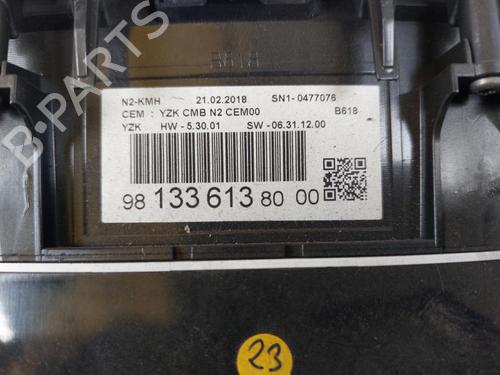 B618
N2-KMH 21.02.2018 SN1- 0477076
CEM : YZK CMB N2 CEM00 B618
YZK HW - 5.30.01 SW - 06.31.12.00
98 133 613 80 00
B-PARTS
23